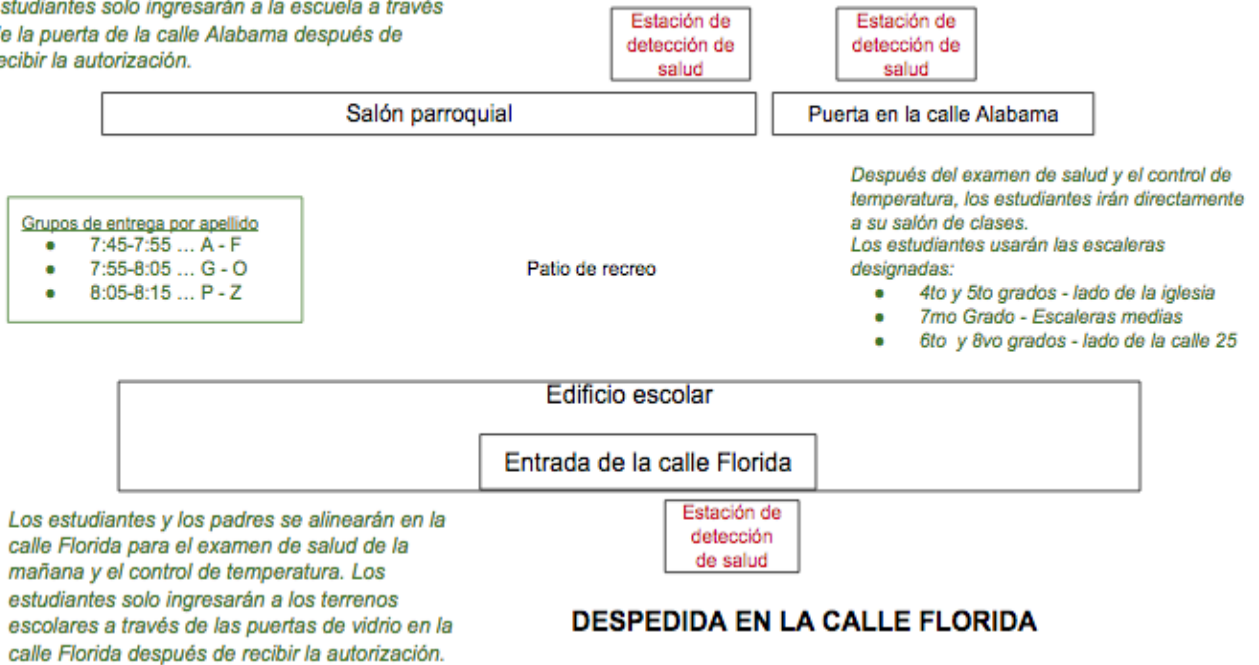 studiantes solo ingresarán a la escuela a través
de la puerta de la calle Alabama después de
recibir la autorización.
Estación de
detección de
salud
Estación de
detección de
salud
Salón parroquial
Puerta en la calle Alabama
Grupos de entrega por apellido
● 7:45-7:55 ... A - F
● 7:55-8:05 ... G - O
● 8:05-8:15 ... P - Z
Patio de recreo
Después del examen de salud y el control de
temperatura, los estudiantes irán directamente
a su salón de clases.
Los estudiantes usarán las escaleras
designadas:
● 4to y 5to grados - lado de la iglesia
● 7mo Grado - Escaleras medias
● 6to y 8vo grados - lado de la calle 25
Edificio escolar
Entrada de la calle Florida
Los estudiantes y los padres se alinearán en la
calle Florida para el examen de salud de la
mañana y el control de temperatura. Los
estudiantes solo ingresarán a los terrenos
escolares a través de las puertas de vidrio en la
calle Florida después de recibir la autorización.
Estación de
detección
de salud
DESPEDIDA EN LA CALLE FLORIDA